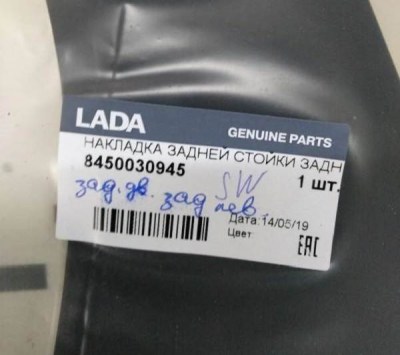 LADA
GENUINE PARTS
НАКЛАДКА ЗАДНЕЙ СТОЙКИ ЗАДН
8450030945
1 шт.
SW
зад. дв. зад лев.
Дата:14/05/19
Цвет:
EAC